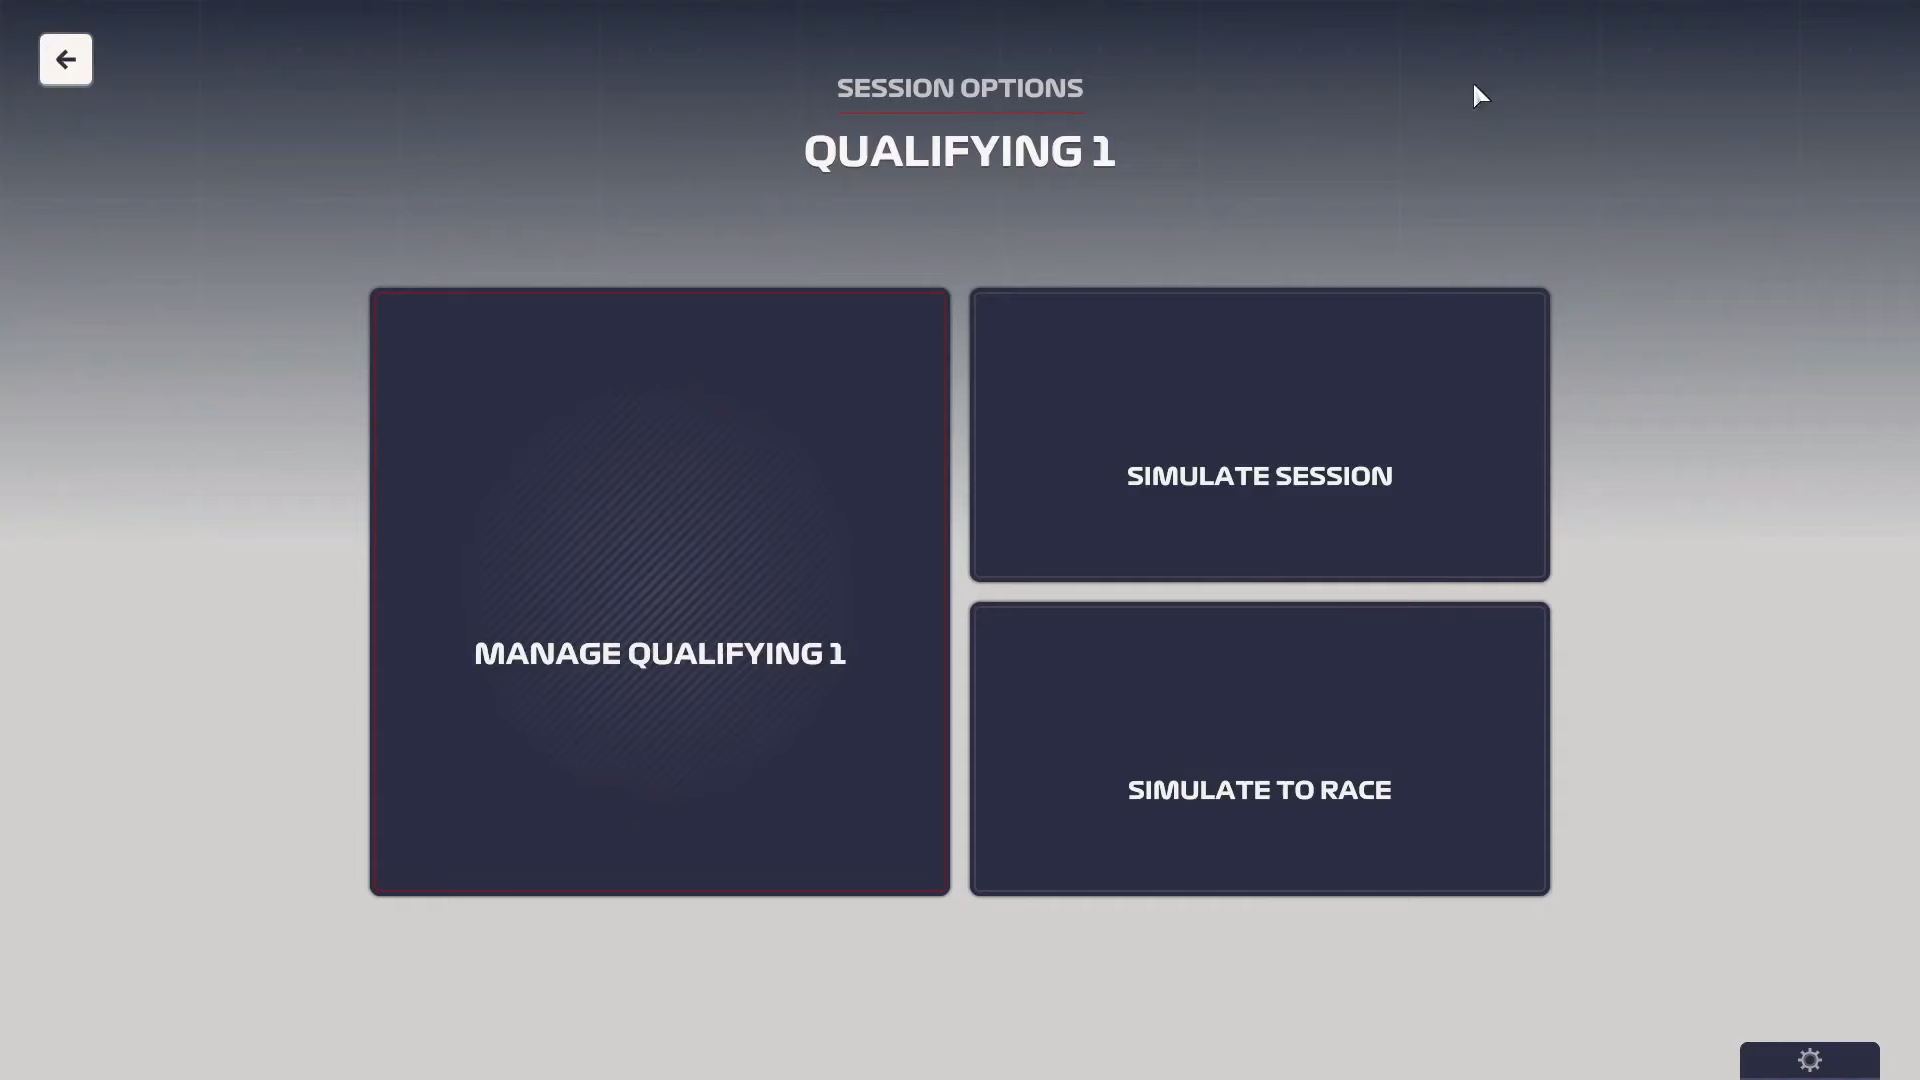 SESSION OPTIONS
QUALIFYING 1
MANAGE QUALIFYING 1
SIMULATE SESSION
SIMULATE TO RACE